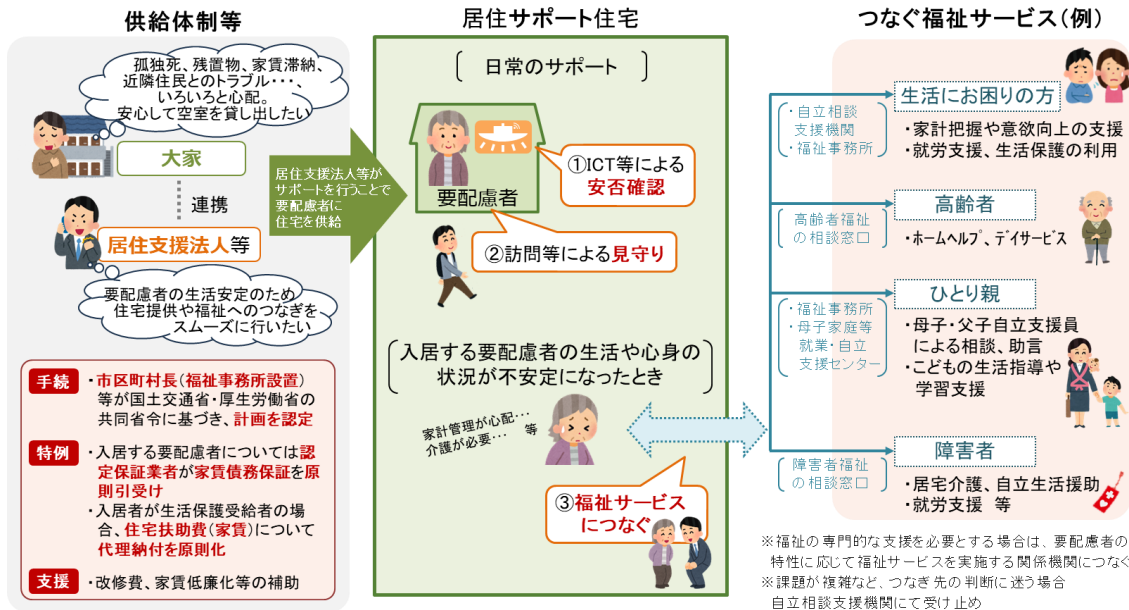 供給体制等
孤独死、残置物、家賃滞納、
近隣住民とのトラブル･･･、
いろいろと心配。
安心して空室を貸し出したい
大家
連携
居住支援法人等
要配慮者の生活安定のため
住宅提供や福祉へのつなぎを
スムーズに行いたい
手続
・市区町村長(福祉事務所設置)
等が国土交通省・厚生労働省の
共同省令に基づき、計画を認定
特例
・入居する要配慮者については認
定保証業者が家賃債務保証を原
則引受け
・入居者が生活保護受給者の場
合、住宅扶助費(家賃)について
代理納付を原則化
支援
・改修費、家賃低廉化等の補助
居住支援法人等が
サポートを行うことで
要配慮者に
住宅を供給
居住サポート住宅
日常のサポート
要配慮者
①ICT等による
安否確認
②訪問等による見守り
入居する要配慮者の生活や心身の
状況が不安定になったとき
家計管理が心配･･･
介護が必要･･･ 等
③福祉サービス
につなぐ
つなぐ福祉サービス(例)
・自立相談
支援機関
・福祉事務所
生活にお困りの方
・家計把握や意欲向上の支援
・就労支援、生活保護の利用
高齢者福祉
の相談窓口
高齢者
・ホームヘルプ、デイサービス
・福祉事務所
・母子家庭等
就業・自立
支援センター
ひとり親
・母子・父子自立支援員
による相談、助言
・こどもの生活指導や
学習支援
障害者福祉
の相談窓口
障害者
・居宅介護、自立生活援助
・就労支援 等
※福祉の専門的な支援を必要とする場合は、要配慮者の
特性に応じて福祉サービスを実施する関係機関につなぐ
※課題が複雑など、つなぎ先の判断に迷う場合
自立相談支援機関にて受け止め